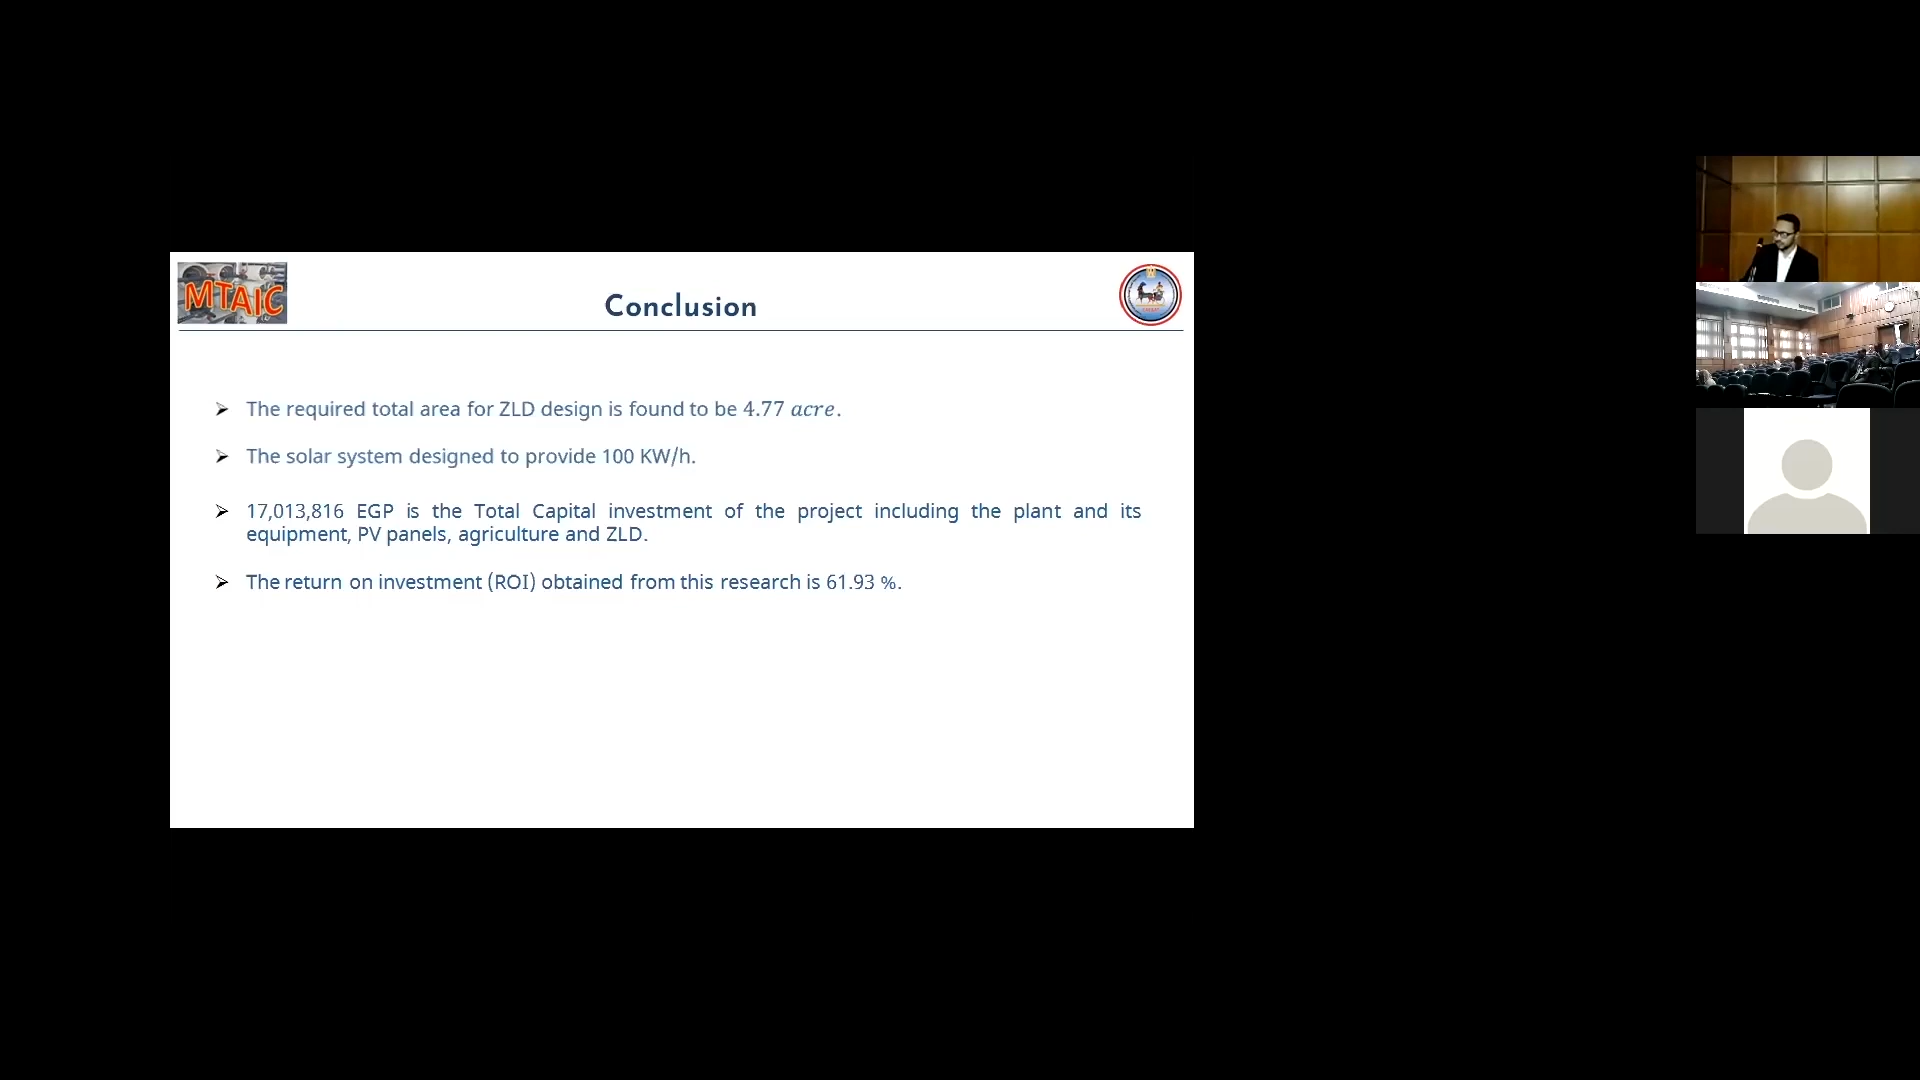 MTAIC
Conclusion
➢ The required total area for ZLD design is found to be 4.77 acre.
➢ The solar system designed to provide 100 KW/h.
➢ 17,013,816 EGP is the Total Capital investment of the project including the plant and its
equipment, PV panels, agriculture and ZLD.
➢ The return on investment (ROI) obtained from this research is 61.93 %.